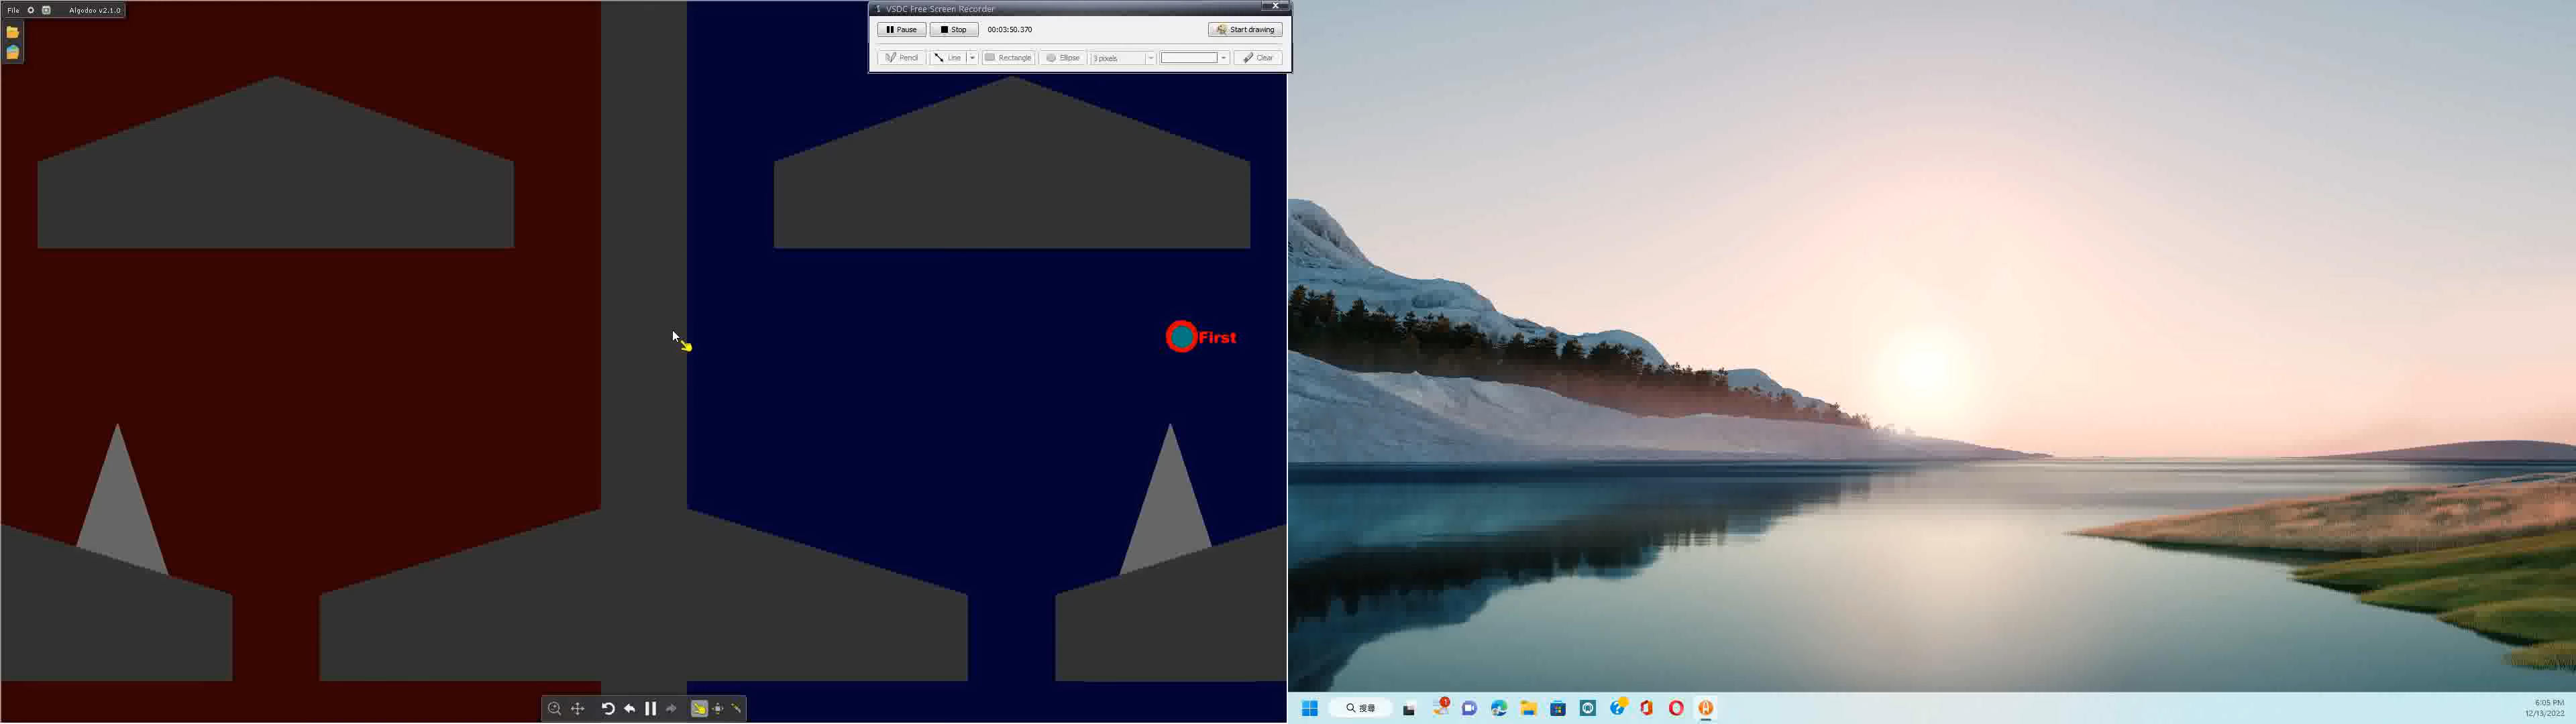 File Algodoo v2.1.0
VSDC Free Screen Recorder
Pause Stop 00:03:50.370 Start drawing
Pencil Line Rectangle Ellipse 3 pixels Clear
First
搜尋
1
6:05 PM
12/13/2022